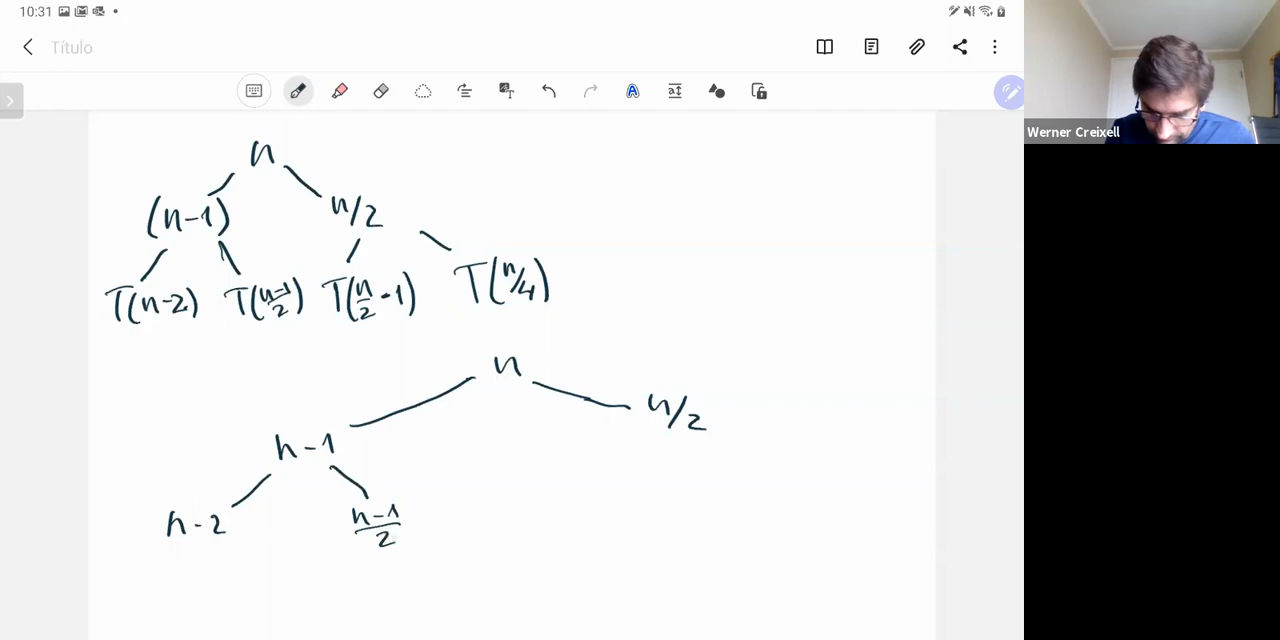 10:31
Título
Werner Creixell
n
(n-1) n/2
T(n-2) T(n-1/2) T(n/2-1) T(n/4)
n
n/2
n-1
n-2 n-1/2